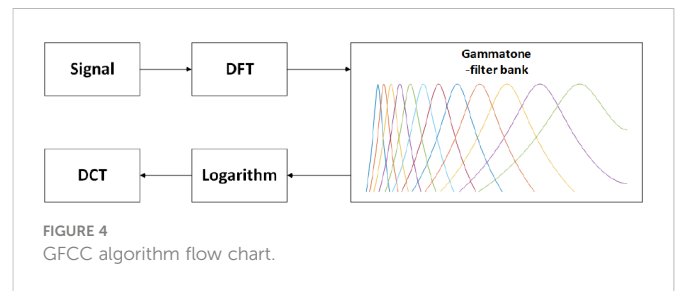 Signal
DFT
Gammatone
-filter bank
DCT
Logarithm
FIGURE 4
GFCC algorithm flow chart.